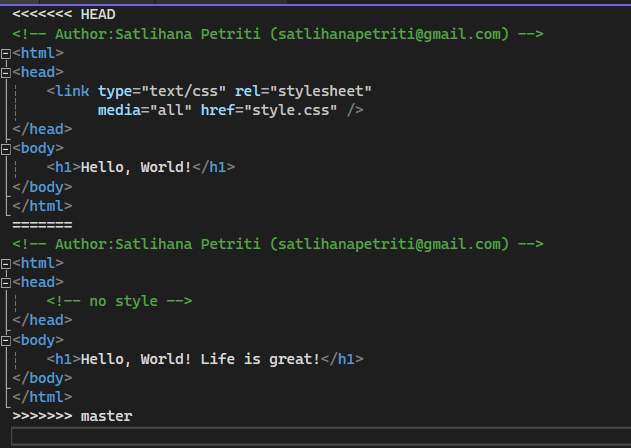 <<<<<<< HEAD
<!-- Author:Satlihana Petriti (satlihanapetriti@gmail.com) -->
<html>
<head>
    <link type="text/css" rel="stylesheet"
          media="all" href="style.css" />
</head>
<body>
    <h1>Hello, World!</h1>
</body>
</html>
=======
<!-- Author:Satlihana Petriti (satlihanapetriti@gmail.com) -->
<html>
<head>
    <!-- no style -->
</head>
<body>
    <h1>Hello, World! Life is great!</h1>
</body>
</html>
>>>>>>> master